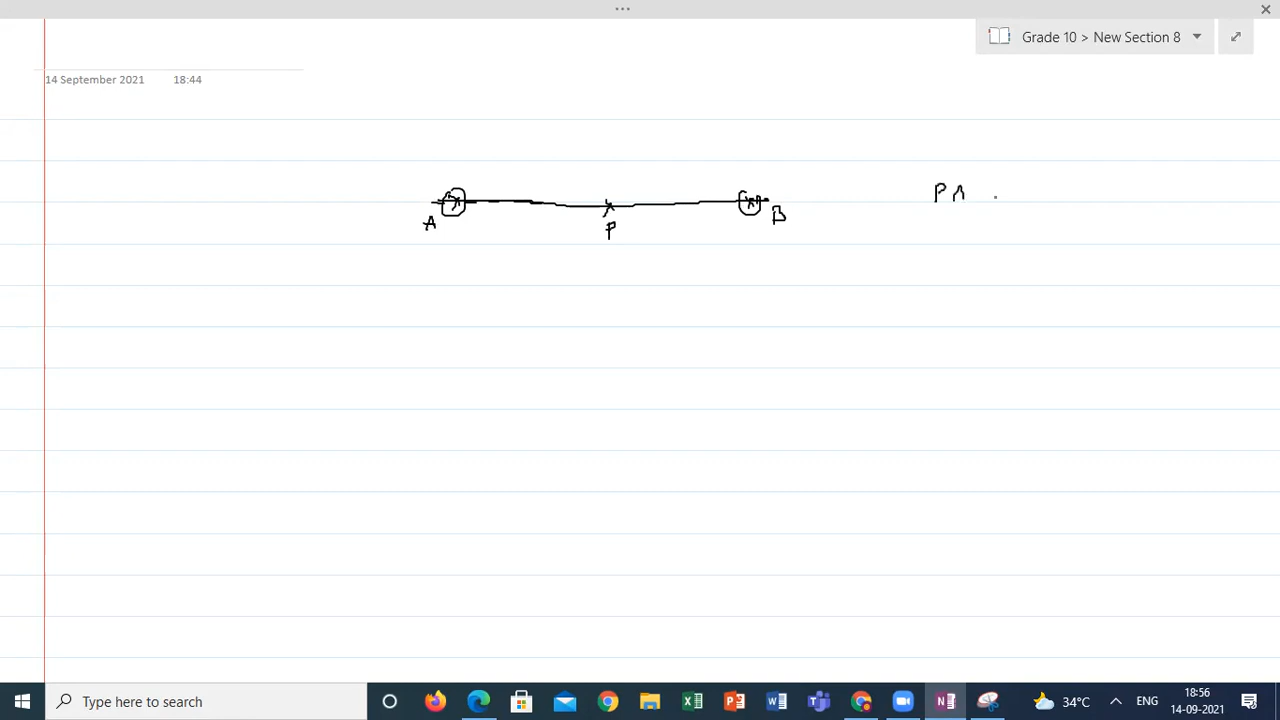 ...
Grade 10 > New Section 8
14 September 2021 18:44
PA
A
B
P
Type here to search
34°C
ENG
18:56
14-09-2021